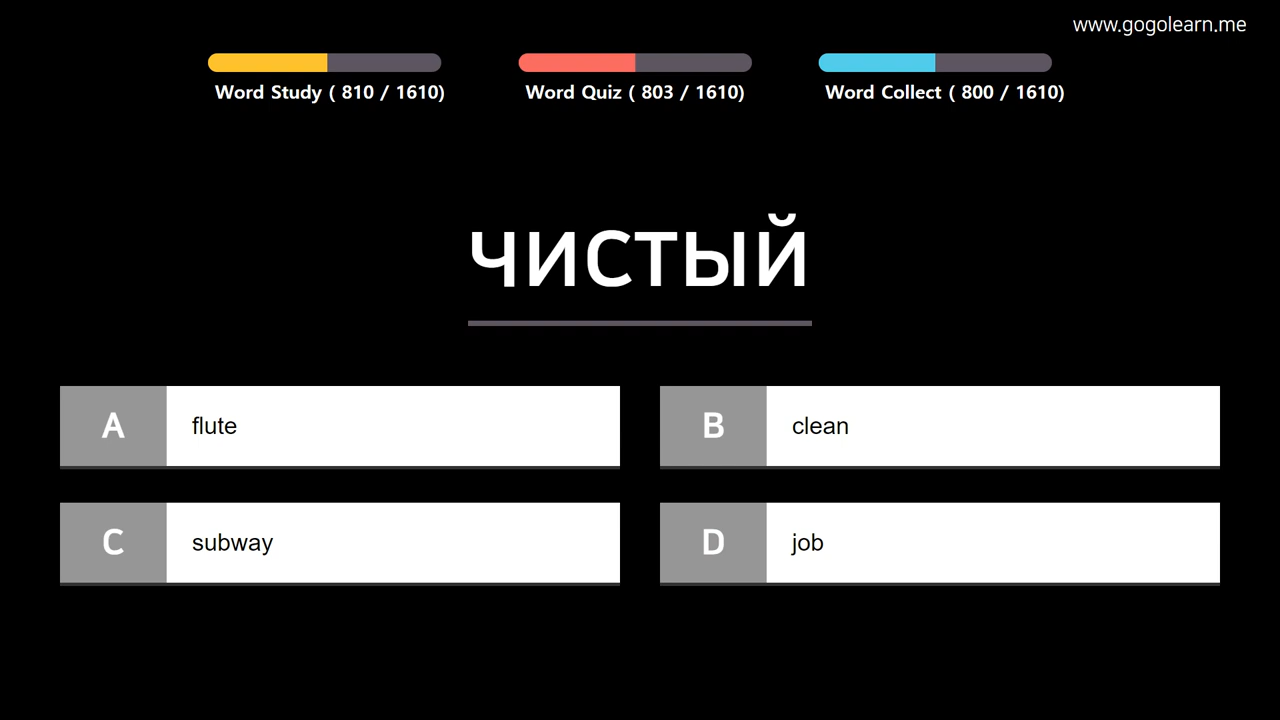 www.gogolearn.me
Word Study ( 810 / 1610)
Word Quiz ( 803 / 1610)
Word Collect ( 800 / 1610)
чистый
A flute
B clean
C subway
D job